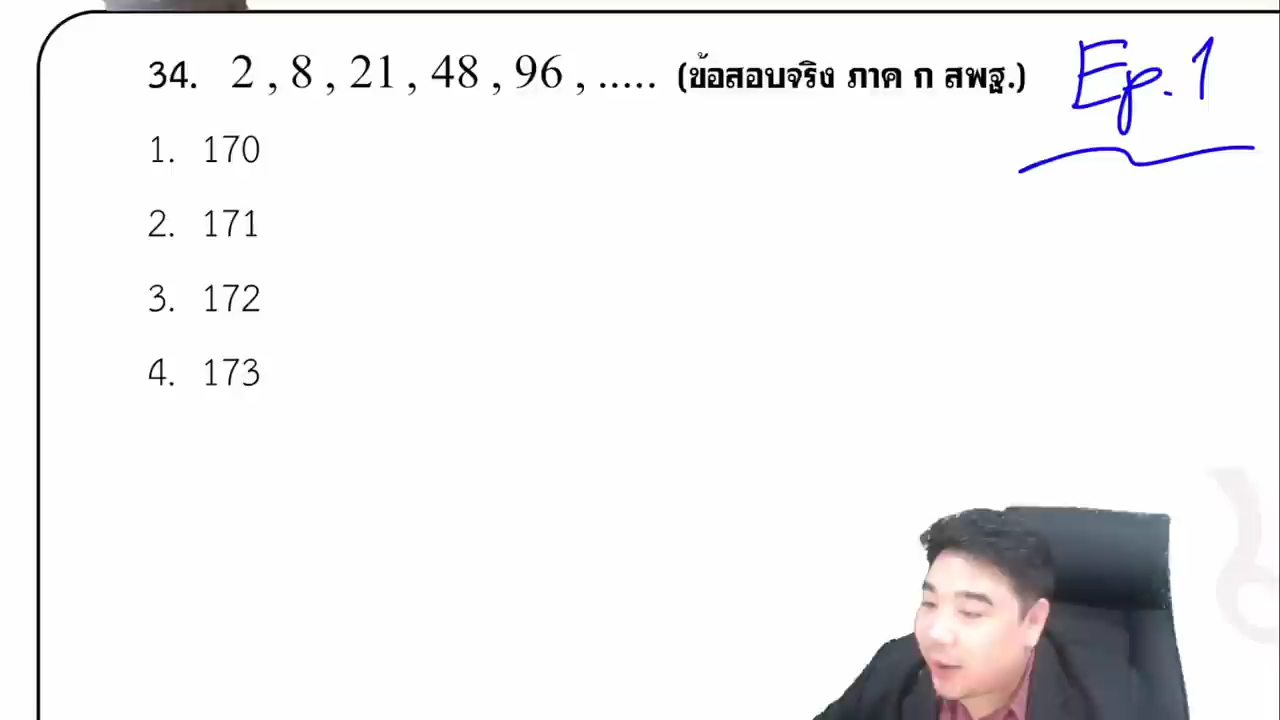 34. 2 , 8 , 21 , 48 , 96 , ..... (ข้อสอบจริง ภาค ก สพฐ.) Ep. 1
1. 170
2. 171
3. 172
4. 173